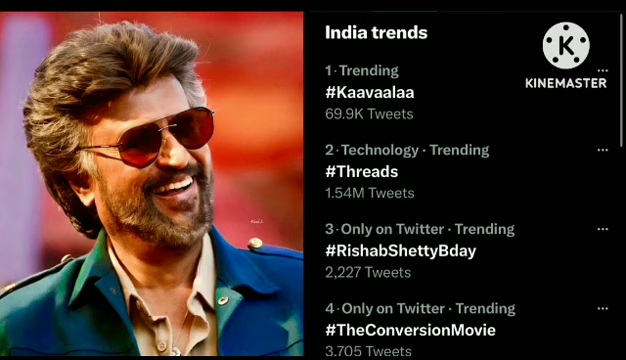 India trends
KINEMASTER
1 · Trending
#Kaavaalaa
69.9K Tweets
2 · Technology · Trending
#Threads
1.54M Tweets
3 · Only on Twitter · Trending
#RishabShettyBday
2,227 Tweets
4 · Only on Twitter · Trending
#TheConversionMovie
3,705 Tweets